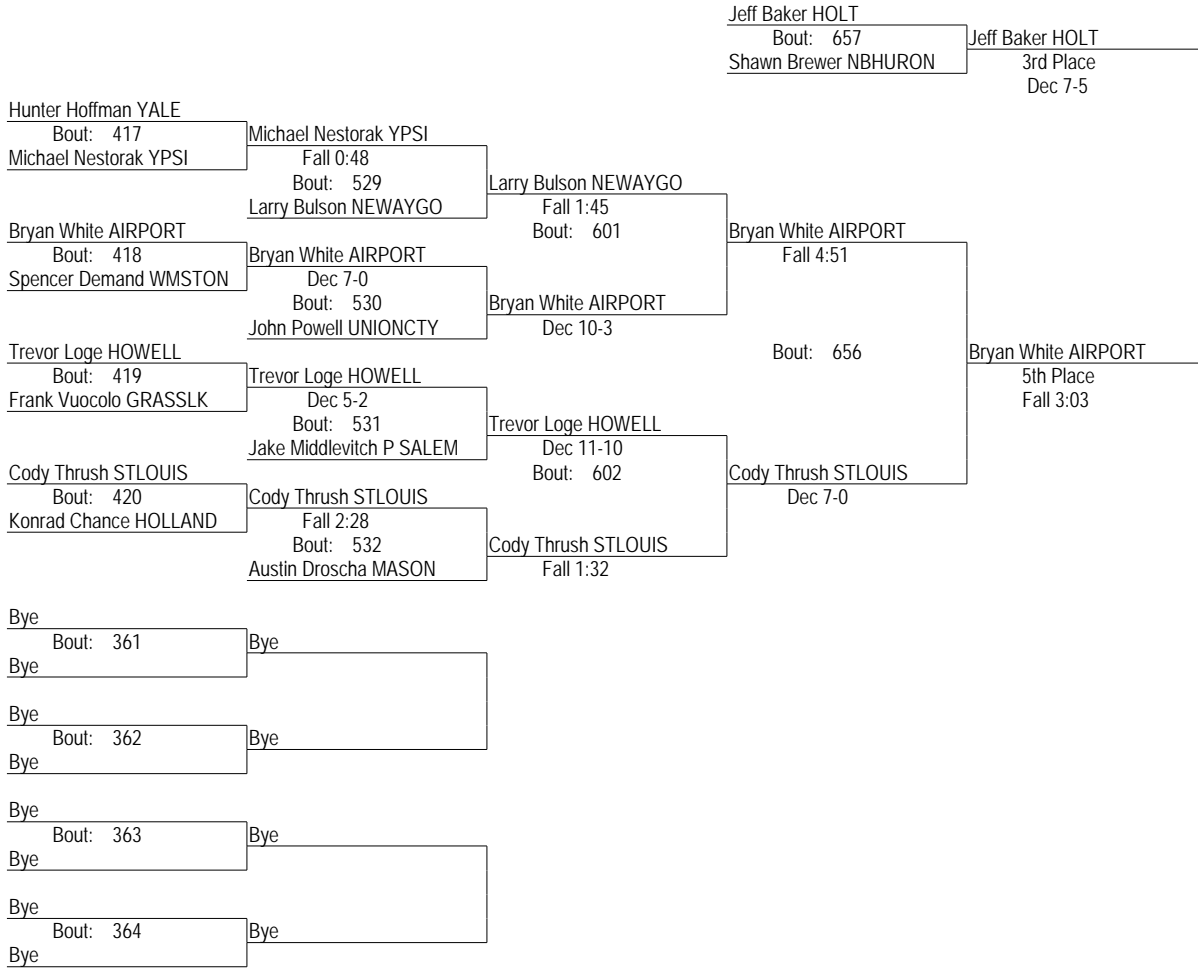 Jeff Baker HOLT
Bout: 657
Jeff Baker HOLT
Shawn Brewer NBHURON
3rd Place
Dec 7-5
Hunter Hoffman YALE
Bout: 417
Michael Nestorak YPSI
Michael Nestorak YPSI
Fall 0:48
Bout: 529
Larry Bulson NEWAYGO
Larry Bulson NEWAYGO
Fall 1:45
Bout: 601
Bryan White AIRPORT
Bout: 418
Spencer Demand WMSTON
Bryan White AIRPORT
Dec 7-0
Bout: 530
John Powell UNIONCTY
Bryan White AIRPORT
Dec 10-3
Bryan White AIRPORT
Fall 4:51
Bout: 656
Bryan White AIRPORT
5th Place
Fall 3:03
Trevor Loge HOWELL
Bout: 419
Frank Vuocolo GRASSLK
Trevor Loge HOWELL
Dec 5-2
Bout: 531
Jake Middlevitch P SALEM
Trevor Loge HOWELL
Dec 11-10
Bout: 602
Cody Thrush STLOUIS
Dec 7-0
Cody Thrush STLOUIS
Bout: 420
Konrad Chance HOLLAND
Cody Thrush STLOUIS
Fall 2:28
Bout: 532
Austin Droscha MASON
Cody Thrush STLOUIS
Fall 1:32
Bye
Bout: 361
Bye
Bye
Bye
Bout: 362
Bye
Bye
Bye
Bout: 363
Bye
Bye
Bye
Bout: 364
Bye
Bye